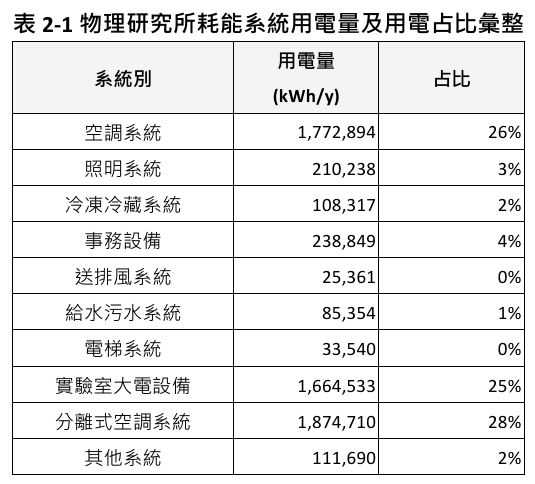 表 2-1 物理研究所耗能系統用電量及用電占比彙整
系統別 用電量 (kWh/y) 占比
空調系統 1,772,894 26%
照明系統 210,238 3%
冷凍冷藏系統 108,317 2%
事務設備 238,849 4%
送排風系統 25,361 0%
給水污水系統 85,354 1%
電梯系統 33,540 0%
實驗室大電設備 1,664,533 25%
分離式空調系統 1,874,710 28%
其他系統 111,690 2%